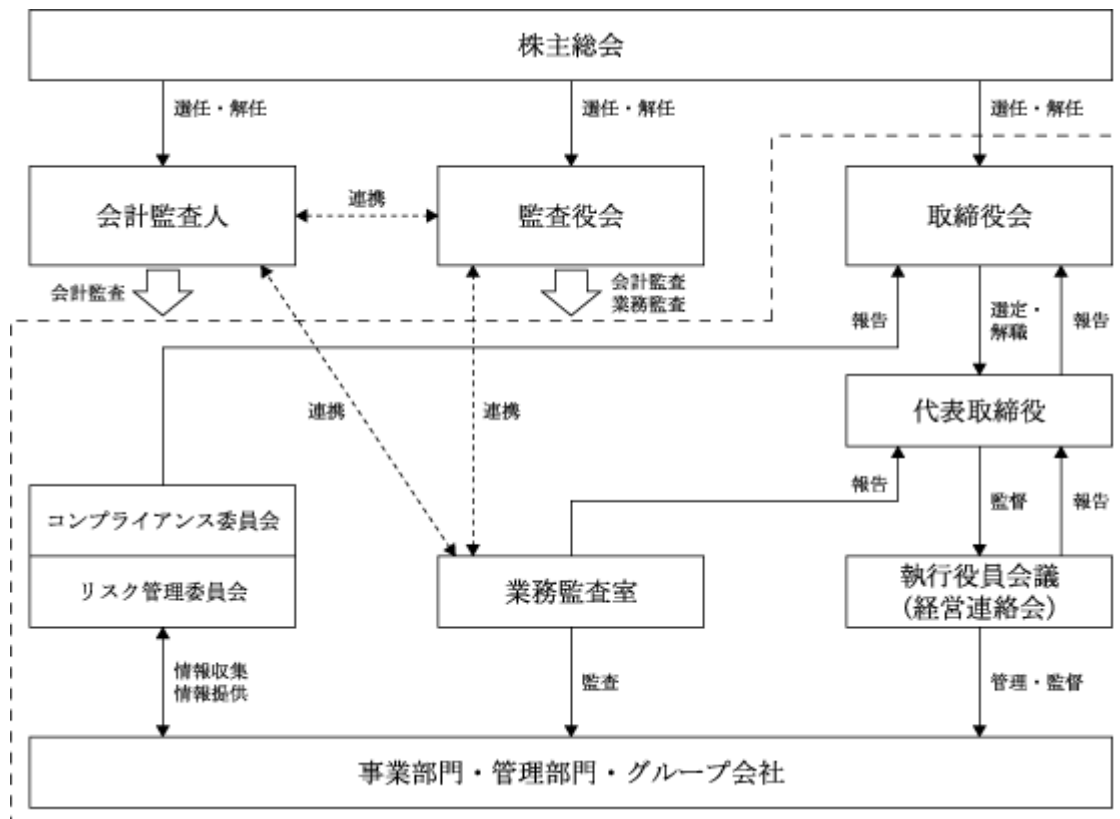 株主総会
選任・解任
選任・解任
選任・解任
会計監査人
連携
監査役会
取締役会
会計監査
会計監査
業務監査
報告
選定・
解職
報告
代表取締役
連携
連携
報告
監督
報告
コンプライアンス委員会
リスク管理委員会
業務監査室
執行役員会議
(経営連絡会)
情報収集
情報提供
監査
管理・監督
事業部門・管理部門・グループ会社